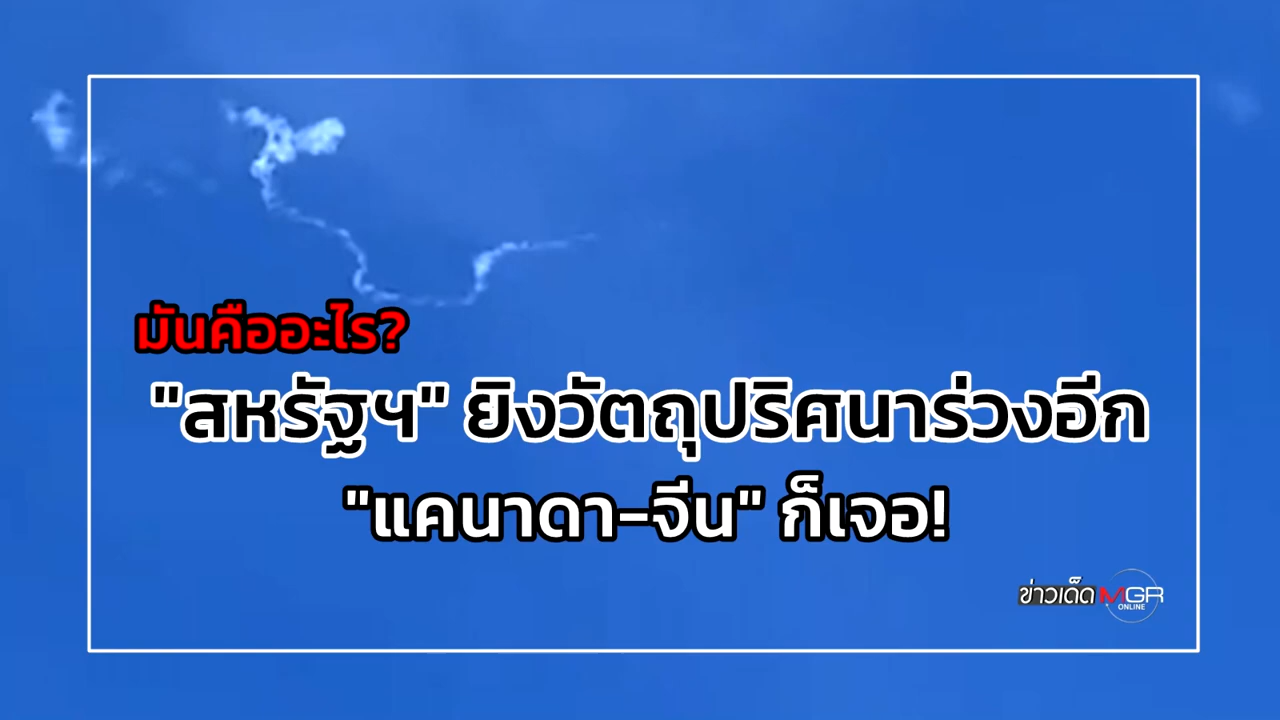 มันคืออะไร?
"สหรัฐฯ" ยิงวัตถุปริศนาร่วงอีก
"แคนาดา-จีน" ก็เจอ!
ข่าวเด็ด MGR
ONLINE